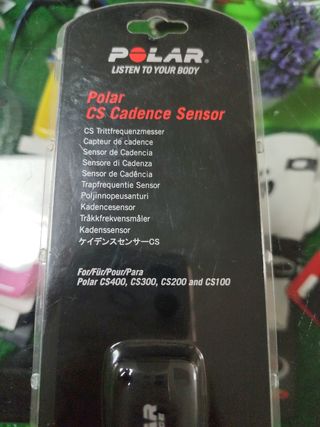 POLAR
LISTEN TO YOUR BODY
Polar
CS Cadence Sensor
CS Trittfrequenzmesser
Capteur de cadence
Sensor de Cadencia
Sensore di Cadenza
Sensor de Cadência
Trapfrequentie Sensor
Poljinnopeusanturi
Kadencesensor
Tråkkfrekvensmåler
Kadenssensor
ケイデンスセンサーCS
For/Für/Pour/Para
Polar CS400, CS300, CS200 and CS100